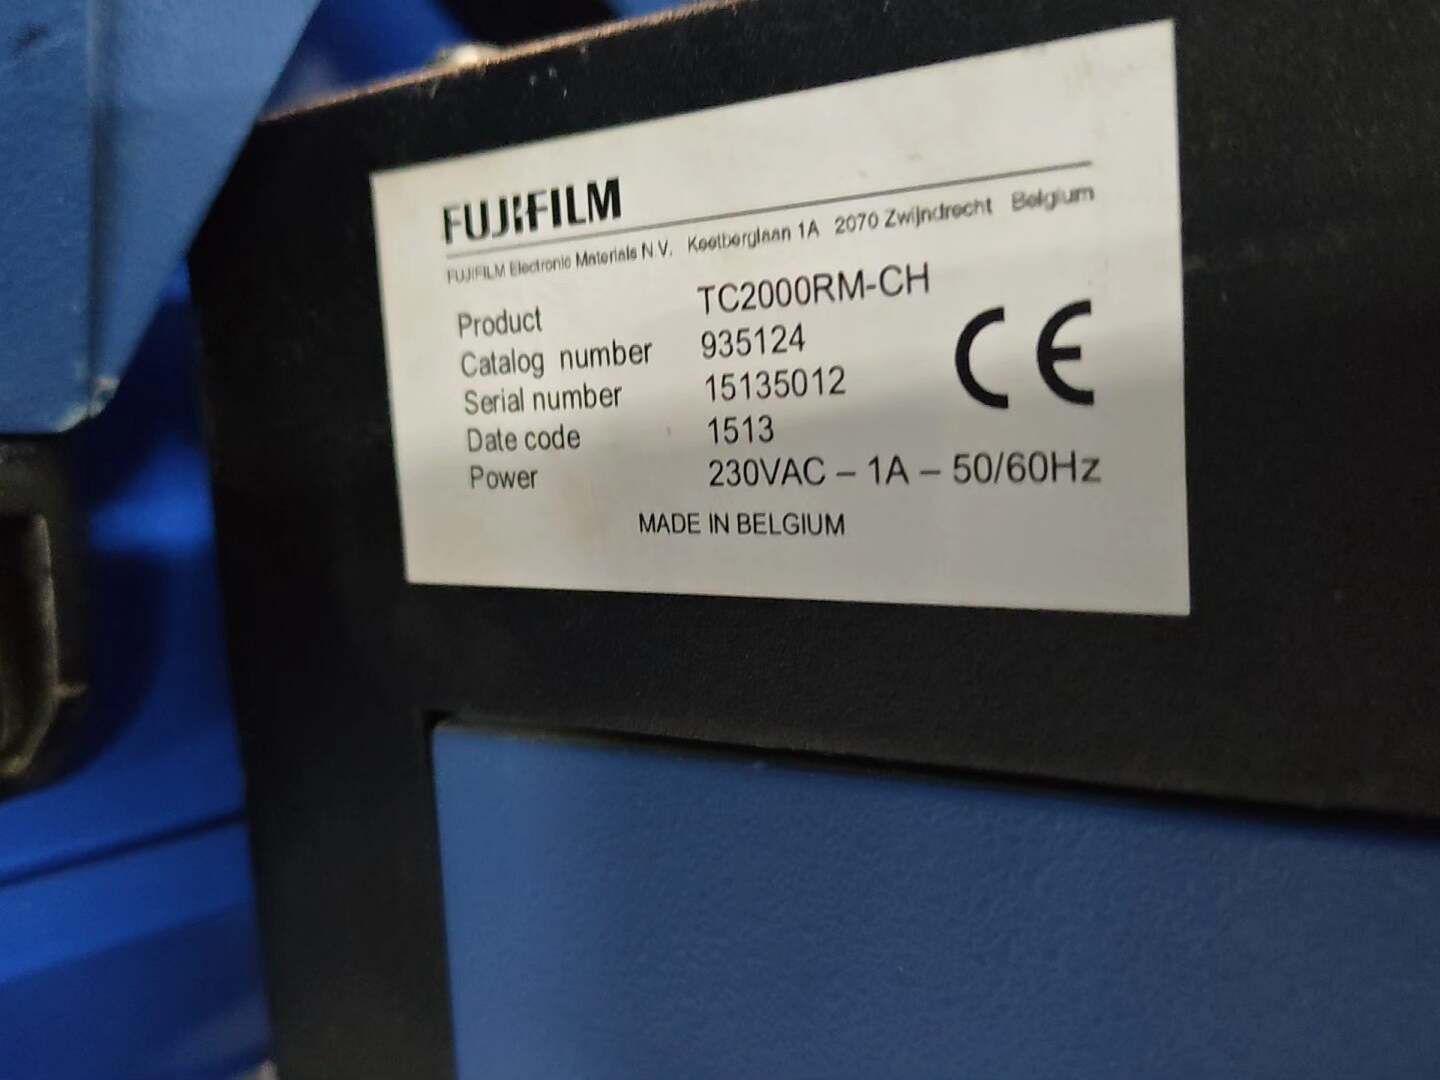 FUJIFILM
FUJIFILM Electronic Materials N.V. Keetberglaan 1A 2070 Zwijndrecht Belgium
Product TC2000RM-CH
Catalog number 935124
Serial number 15135012
Date code 1513
Power 230VAC – 1A – 50/60Hz
CE
MADE IN BELGIUM